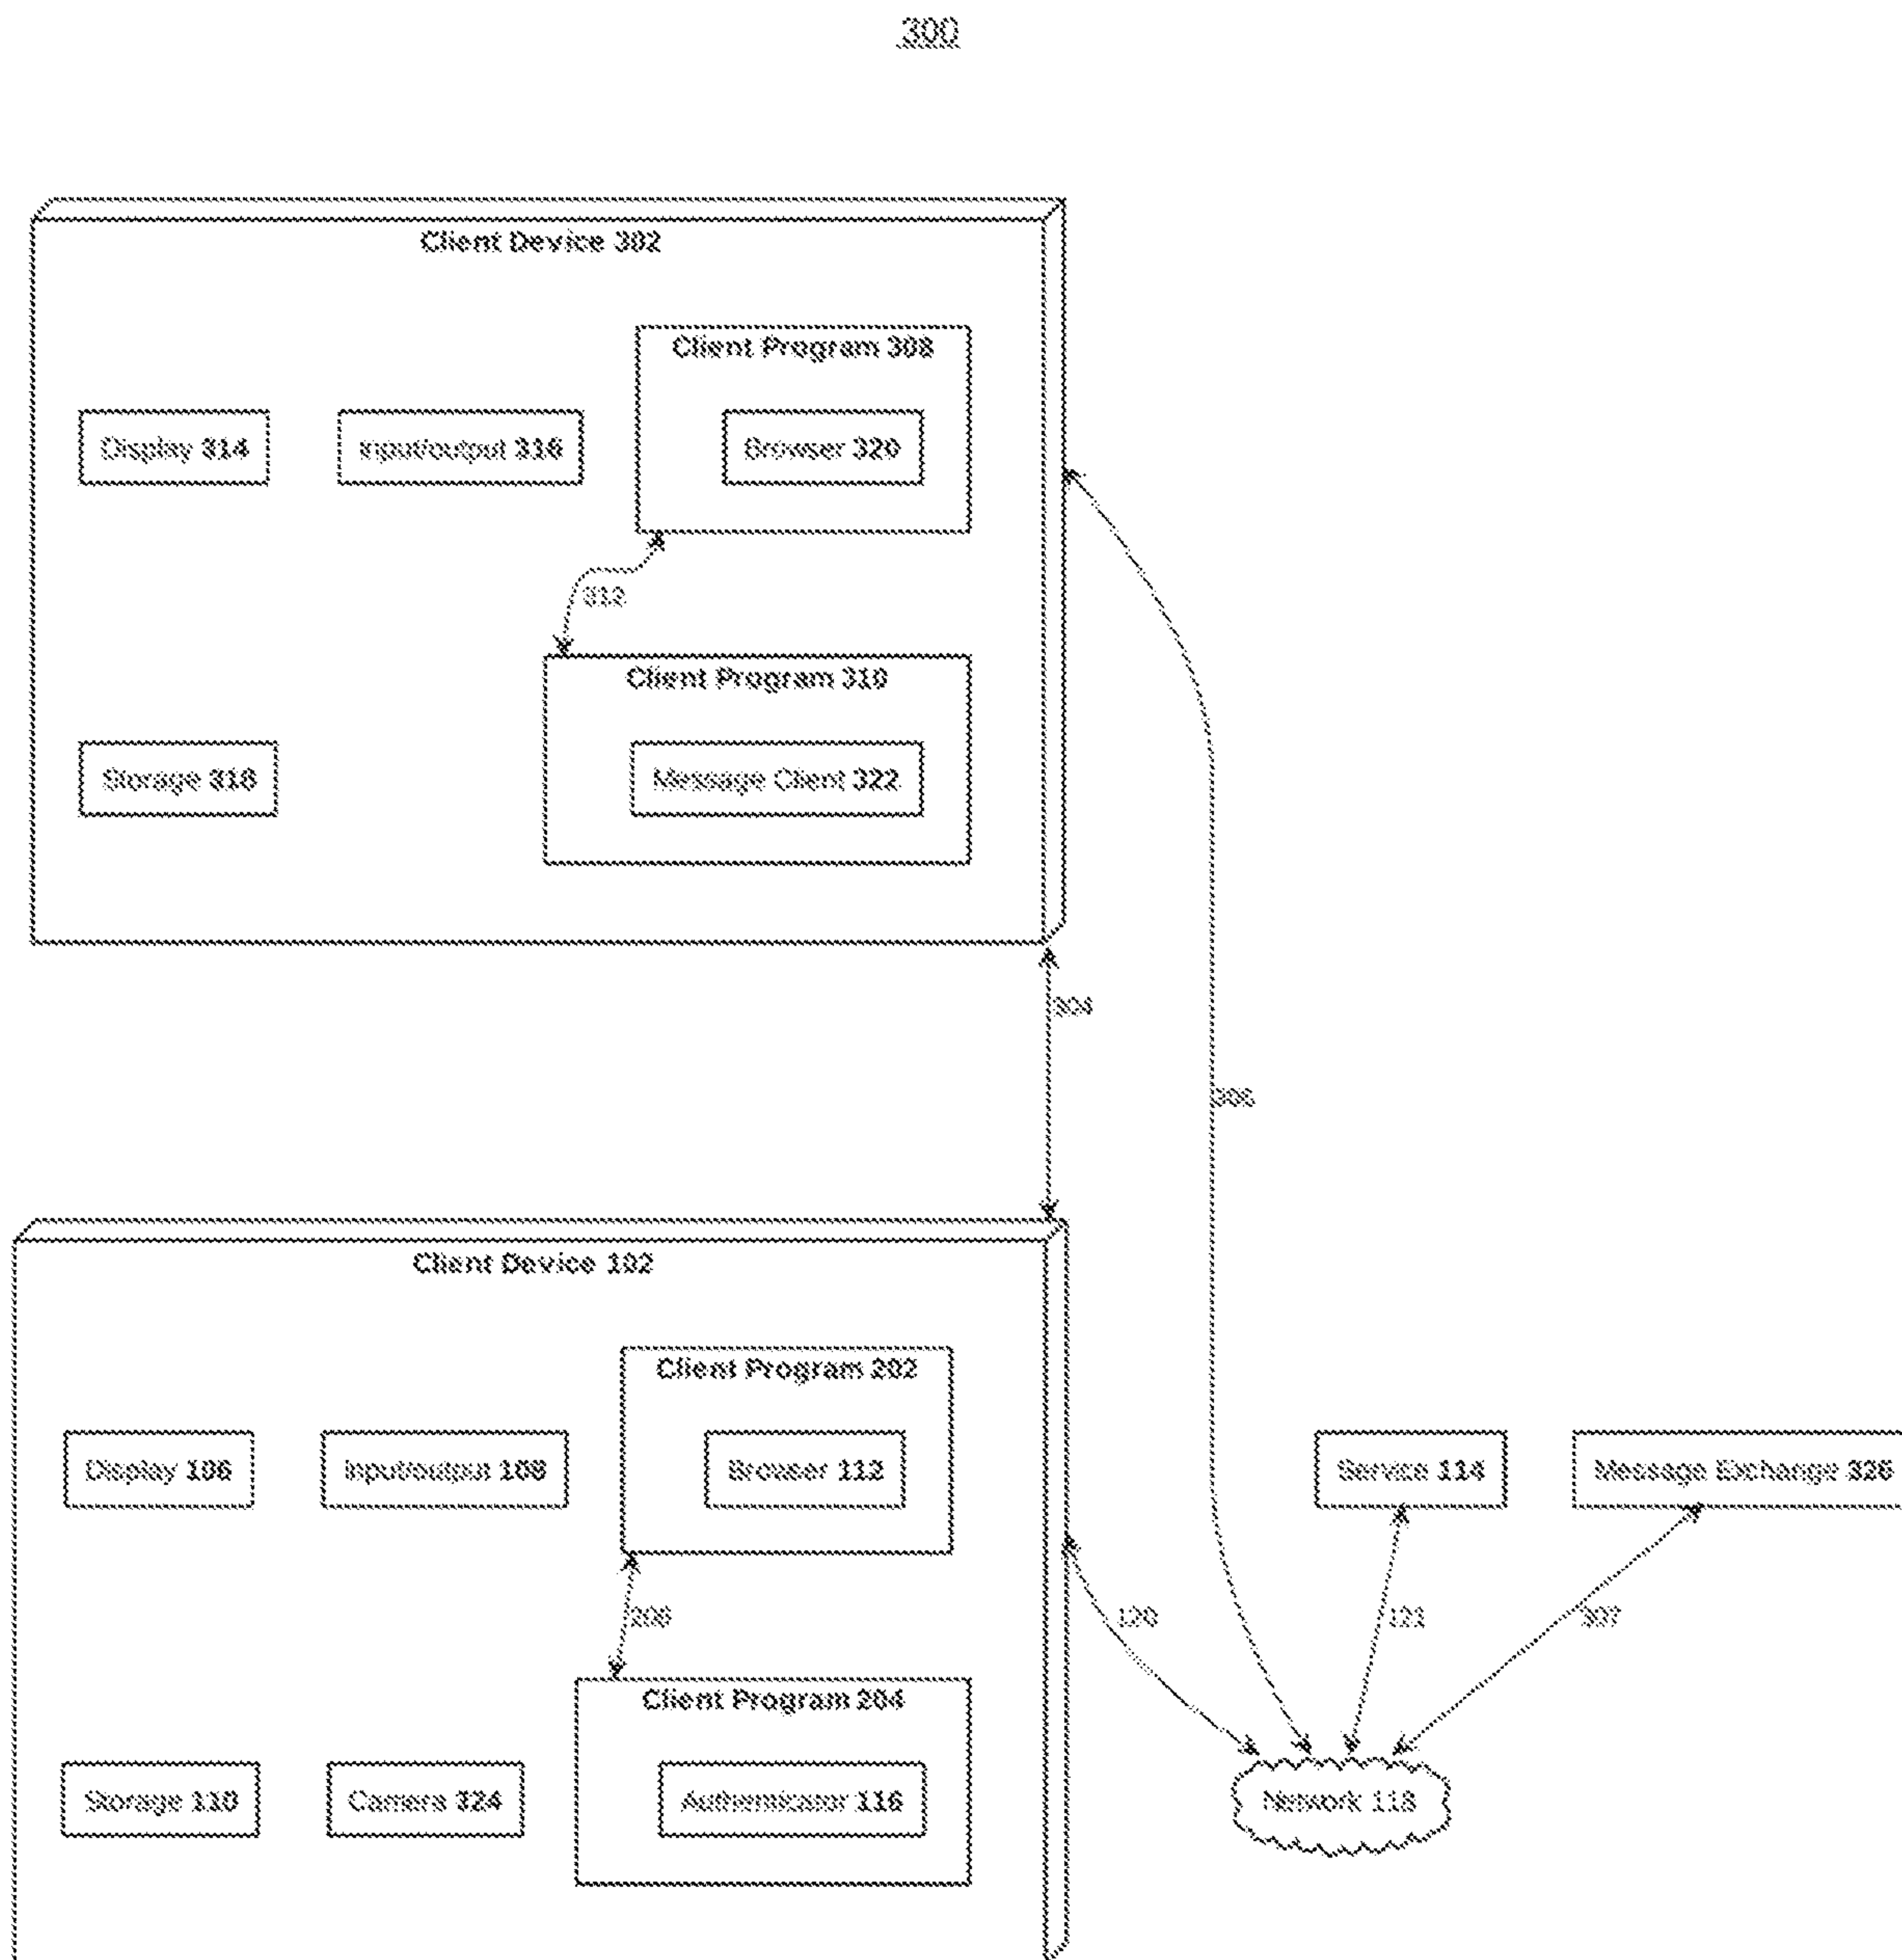 300
Client Device 302
Client Program 308
Display 314
Input/output 316
Browser 320
312
Client Program 310
Storage 318
Message Client 322
304
306
Client Device 102
Client Program 202
Display 106
Input/output 108
Browser 112
Service 114
Message Exchange 326
206
120
121
307
Client Program 204
Storage 110
Camera 324
Authenticator 116
Network 118